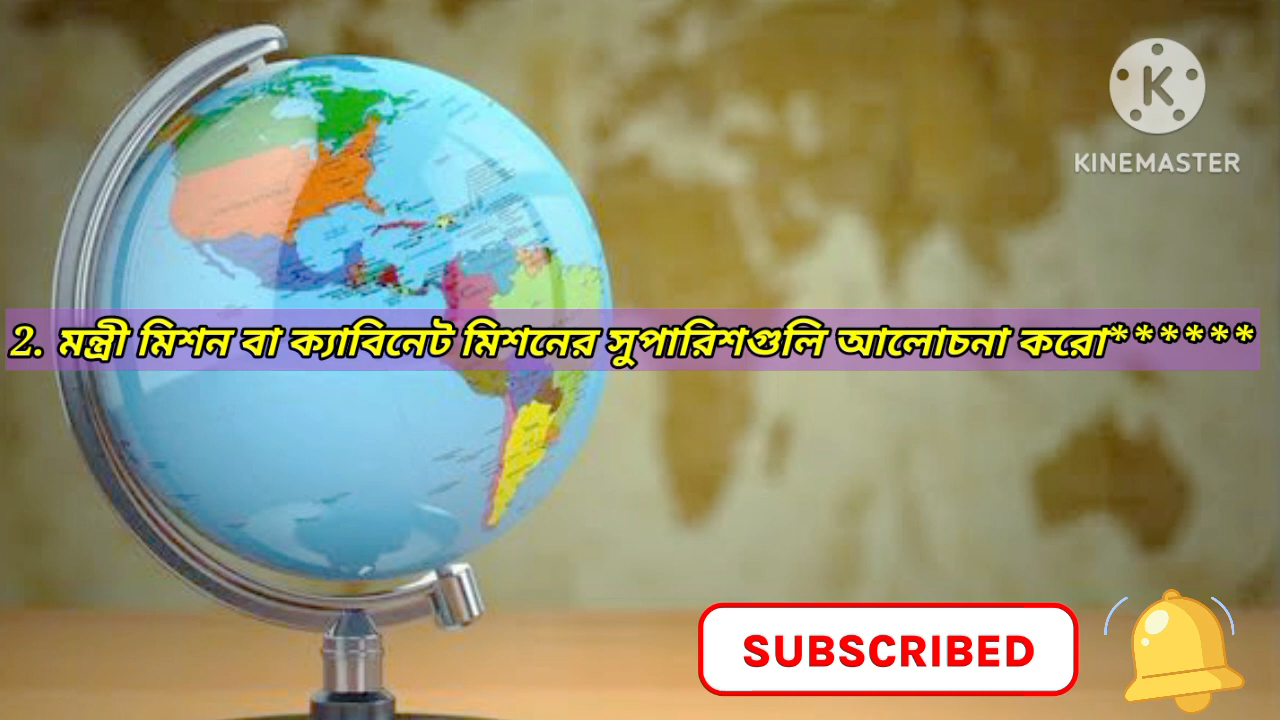 KINEMASTER
2. মন্ত্রী মিশন বা ক্যাবিনেট মিশনের সুপারিশগুলি আলোচনা করো******
SUBSCRIBED